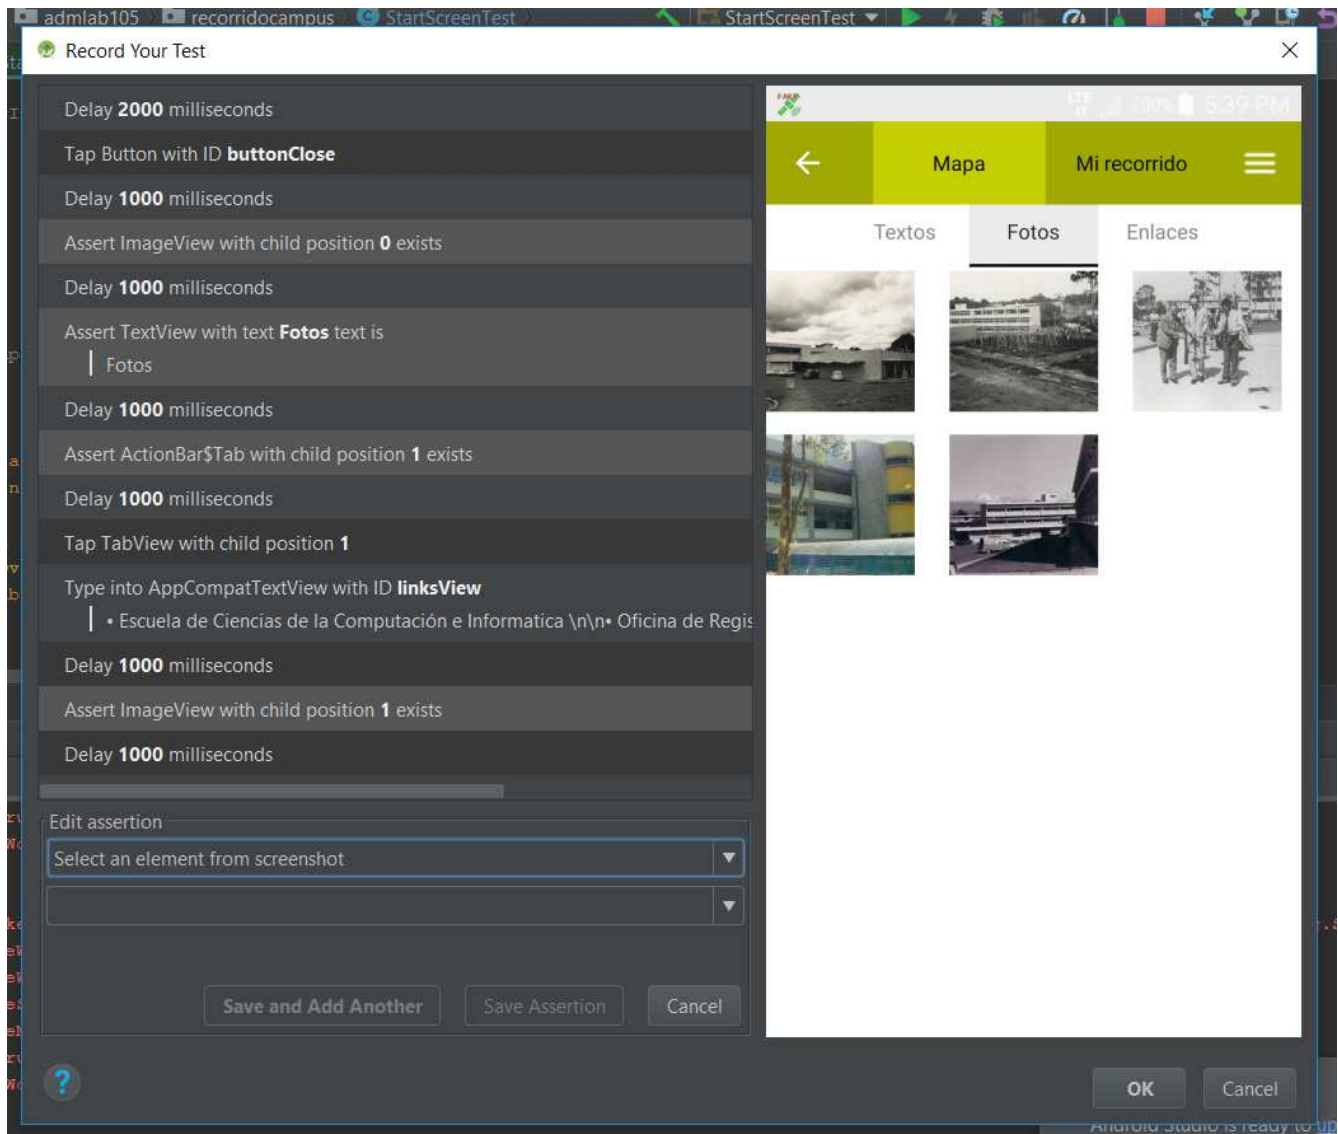 admlab105
recorridocampus
StartScreenTest
StartScreenTest
Record Your Test
Delay 2000 milliseconds
Tap Button with ID buttonClose
Delay 1000 milliseconds
Assert ImageView with child position 0 exists
Delay 1000 milliseconds
Assert TextView with text Fotos text is
Fotos
Delay 1000 milliseconds
Assert ActionBar$Tab with child position 1 exists
Delay 1000 milliseconds
Tap TabView with child position 1
Type into AppCompatTextView with ID linksView
• Escuela de Ciencias de la Computación e Informatica \n\n• Oficina de Regis
Delay 1000 milliseconds
Assert ImageView with child position 1 exists
Delay 1000 milliseconds
Edit assertion
Select an element from screenshot
Save and Add Another
Save Assertion
Cancel
LTE 100% 5:39 PM
Mapa
Mi recorrido
Textos
Fotos
Enlaces
?
OK
Cancel
Android Studio is ready to up